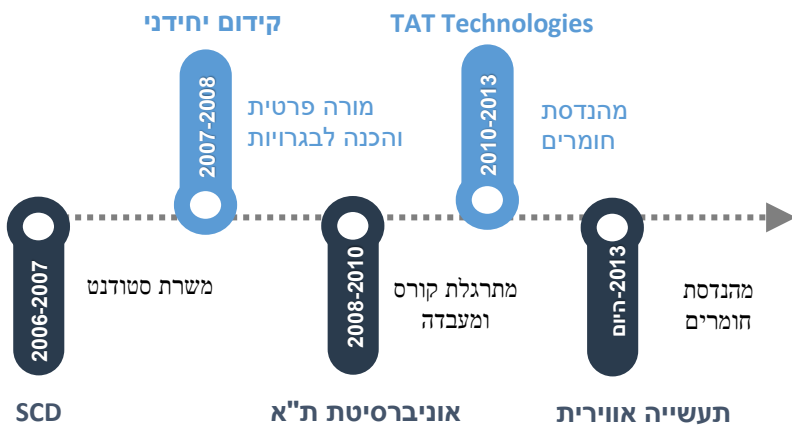 קידום יחידני
TAT Technologies
2007-2008
מורה פרטית
והכנה לבגרויות
2010-2013
מהנדסת
חומרים
2006-2007
משרת סטודנט
2008-2010
מתרגלת קורס
ומעבדה
2013-היום
מהנדסת
חומרים
SCD
אוניברסיטת ת"א
תעשייה אווירית